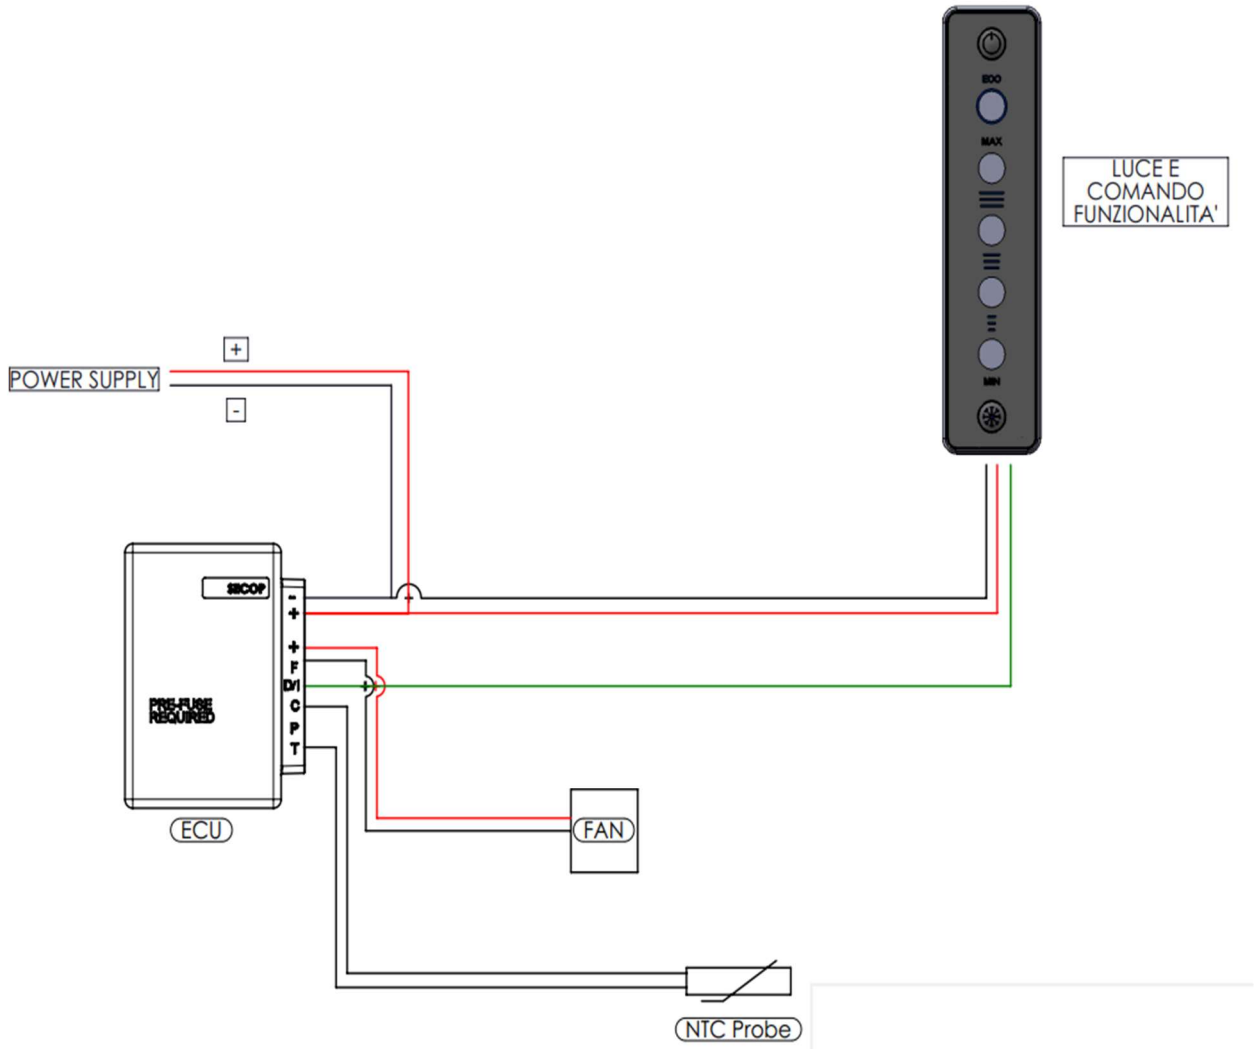 ECO
MAX
MIN
LUCE E
COMANDO
FUNZIONALITA'
+
POWER SUPPLY
-
SECOP
-
+
+
F
D/I
C
P
T
PRE-FUSE
REQUIRED
ECU
FAN
NTC Probe